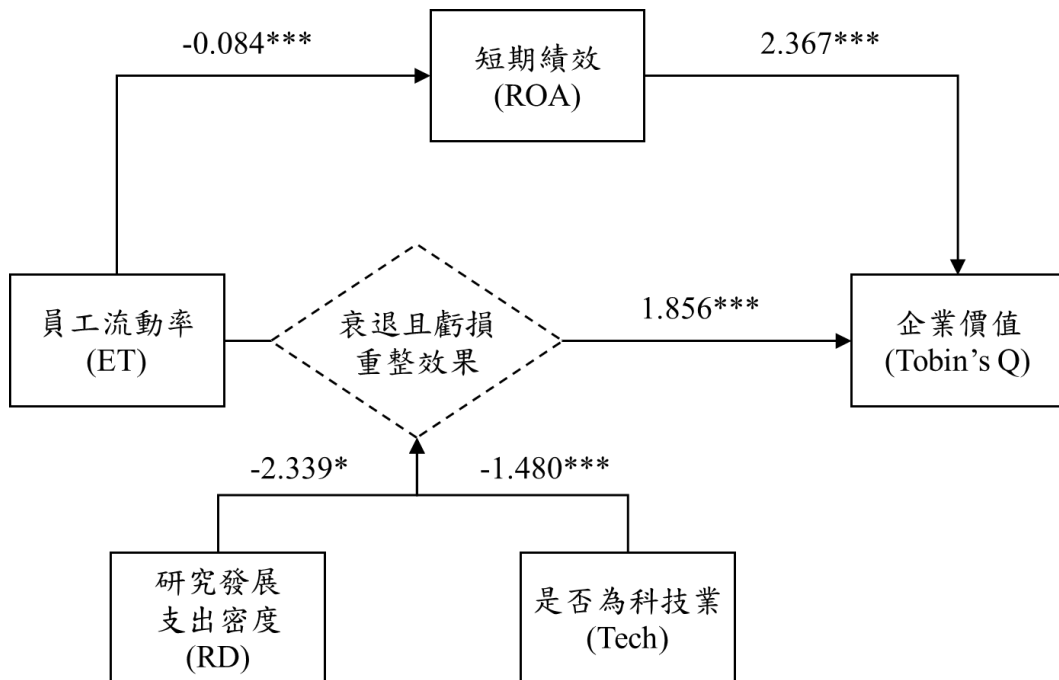 -0.084***
短期績效
(ROA)
2.367***
員工流動率
(ET)
衰退且虧損
重整效果
1.856***
企業價值
(Tobin’s Q)
-2.339*
-1.480***
研究發展
支出密度
(RD)
是否為科技業
(Tech)